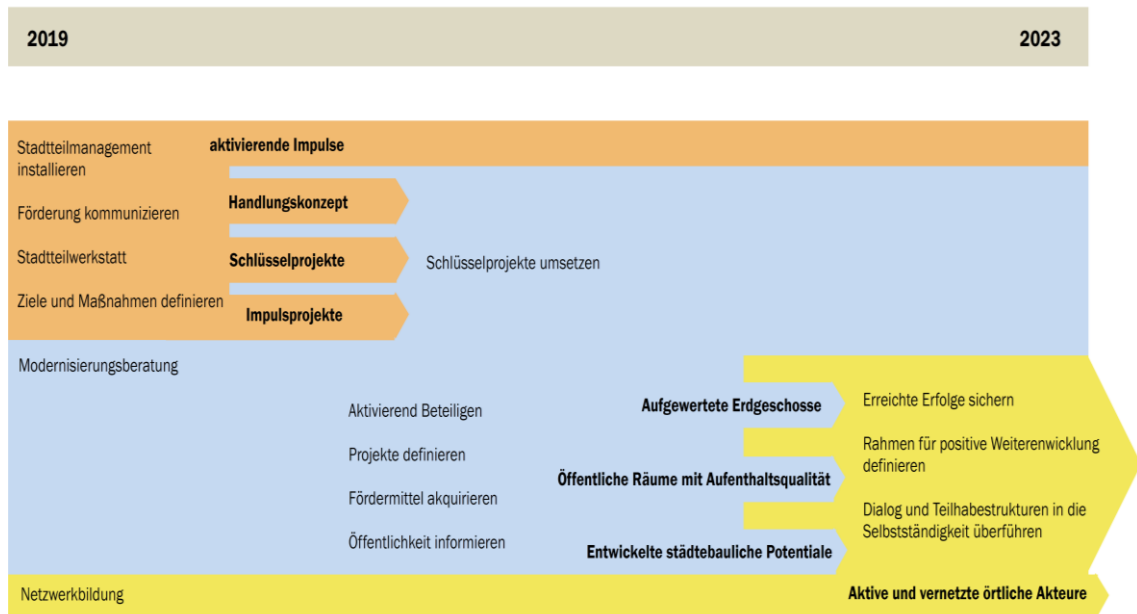 2019
2023
Stadtteilmanagement
installieren
aktivierende Impulse
Förderung kommunizieren
Handlungskonzept
Stadtteilwerkstatt
Schlüsselprojekte
Schlüsselprojekte umsetzen
Ziele und Maßnahmen definieren
Impulsprojekte
Modernisierungsberatung
Aktivierend Beteiligen
Projekte definieren
Fördermittel akquirieren
Öffentlichkeit informieren
Aufgewertete Erdgeschosse
Öffentliche Räume mit Aufenthaltsqualität
Entwickelte städtebauliche Potentiale
Erreichte Erfolge sichern
Rahmen für positive Weiterenwicklung
definieren
Dialog und Teilhabestrukturen in die
Selbstständigkeit überführen
Netzwerkbildung
Aktive und vernetzte örtliche Akteure